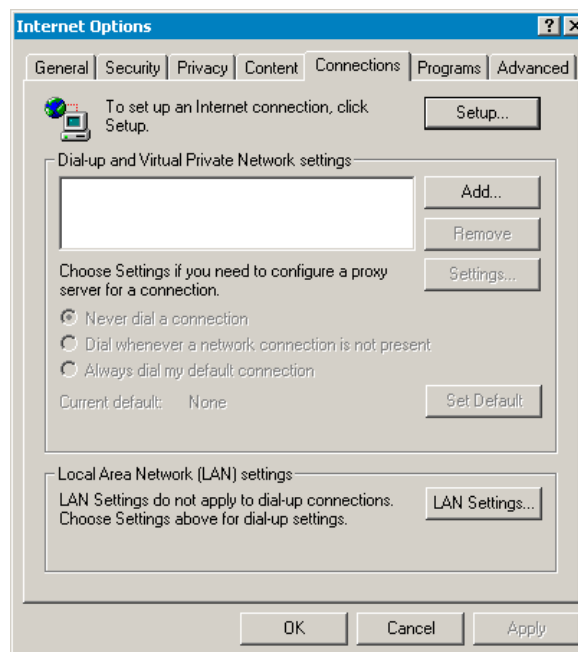 Internet Options
General Security Privacy Content Connections Programs Advanced
To set up an Internet connection, click
Setup.
Setup...
Dial-up and Virtual Private Network settings
Add...
Remove
Choose Settings if you need to configure a proxy
server for a connection.
Settings...
Never dial a connection
Dial whenever a network connection is not present
Always dial my default connection
Current default: None
Set Default
Local Area Network (LAN) settings
LAN Settings do not apply to dial-up connections.
Choose Settings above for dial-up settings.
LAN Settings...
OK Cancel Apply